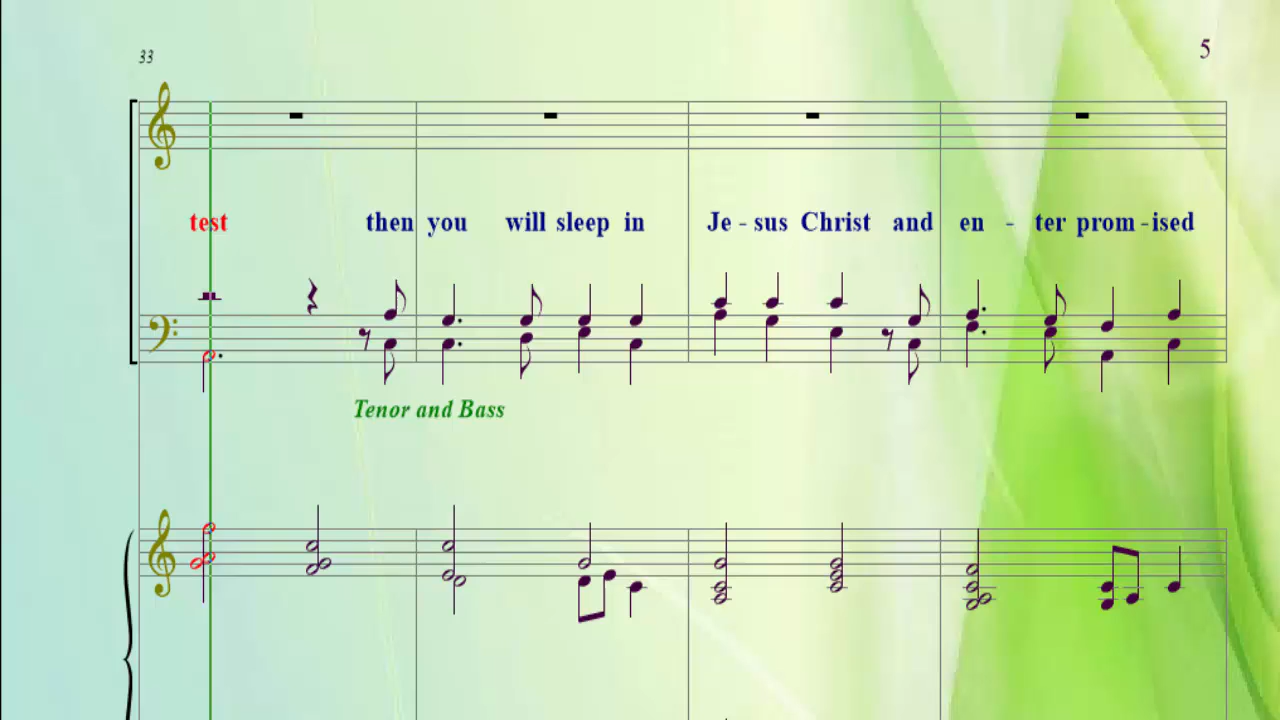 33
5
test then you will sleep in Je - sus Christ and en - ter prom - ised
Tenor and Bass